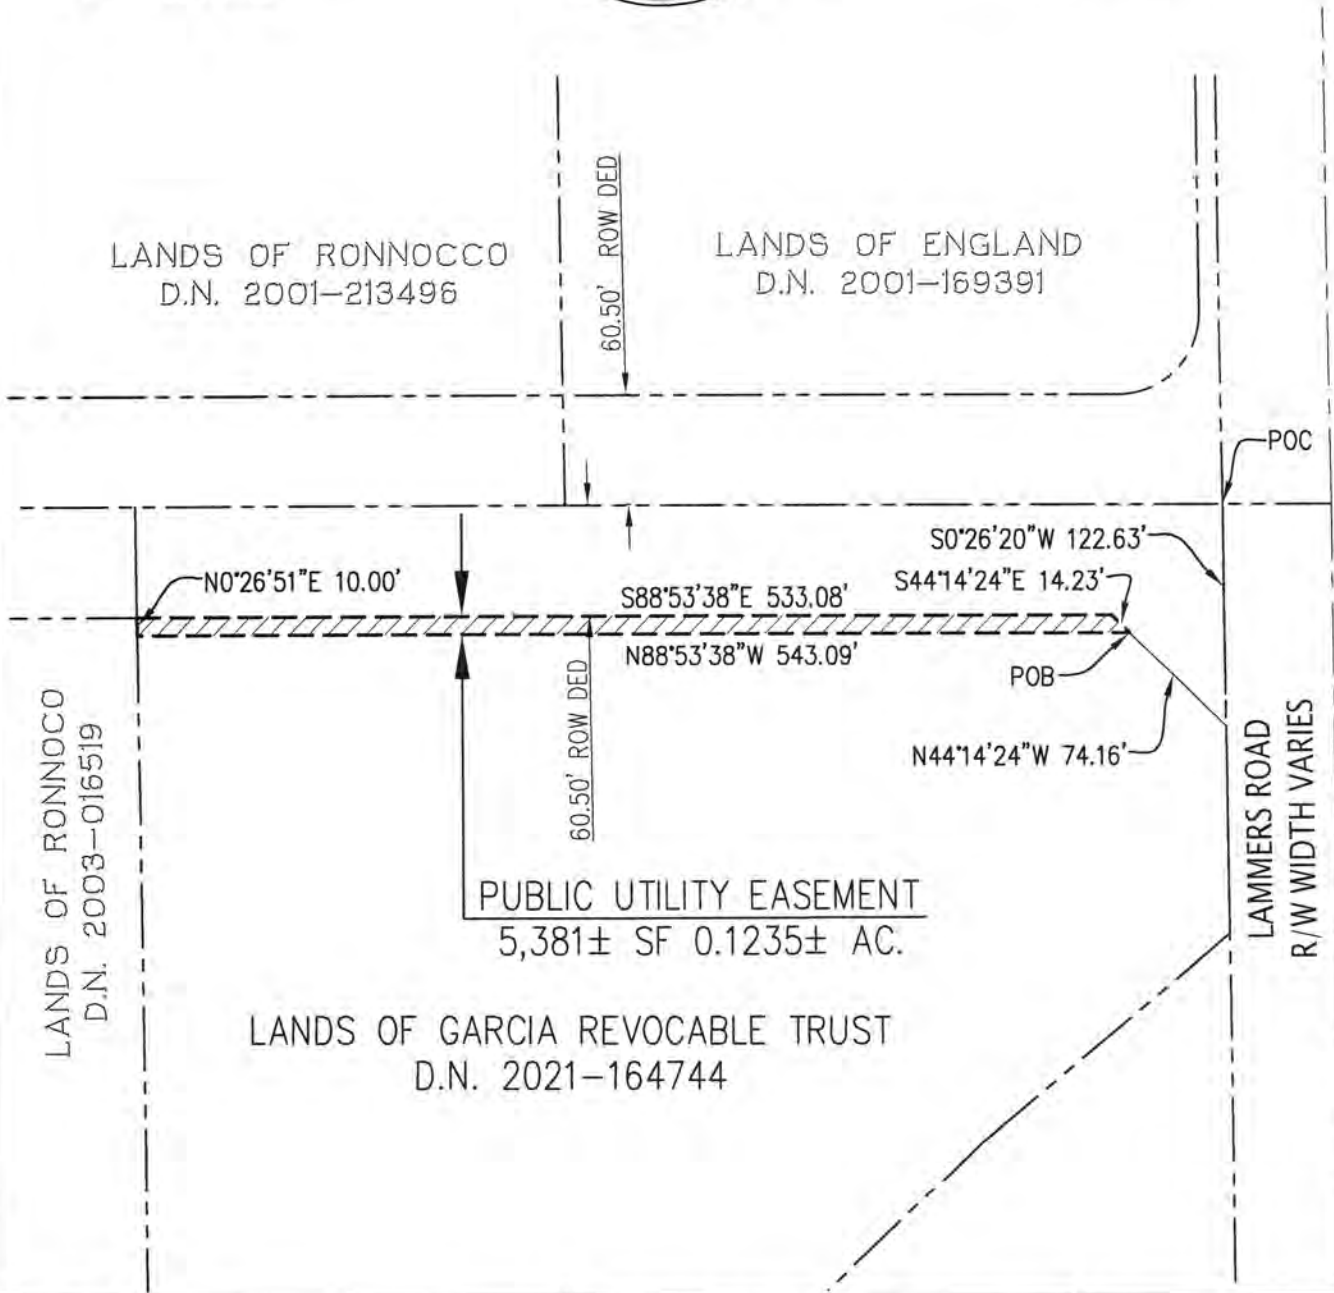 60.50' ROW DED
LANDS OF RONNOCCO
D.N. 2001-213496
LANDS OF ENGLAND
D.N. 2001-169391
POC
S0°26'20"W 122.63'
N0°26'51"E 10.00'
S44°14'24"E 14.23'
S88°53'38"E 533.08'
N88°53'38"W 543.09'
POB
60.50' ROW DED
N44°14'24"W 74.16'
LANDS OF RONNOCO
D.N. 2003-016519
LAMMERS ROAD
R/W WIDTH VARIES
PUBLIC UTILITY EASEMENT
5,381± SF 0.1235± AC.
LANDS OF GARCIA REVOCABLE TRUST
D.N. 2021-164744